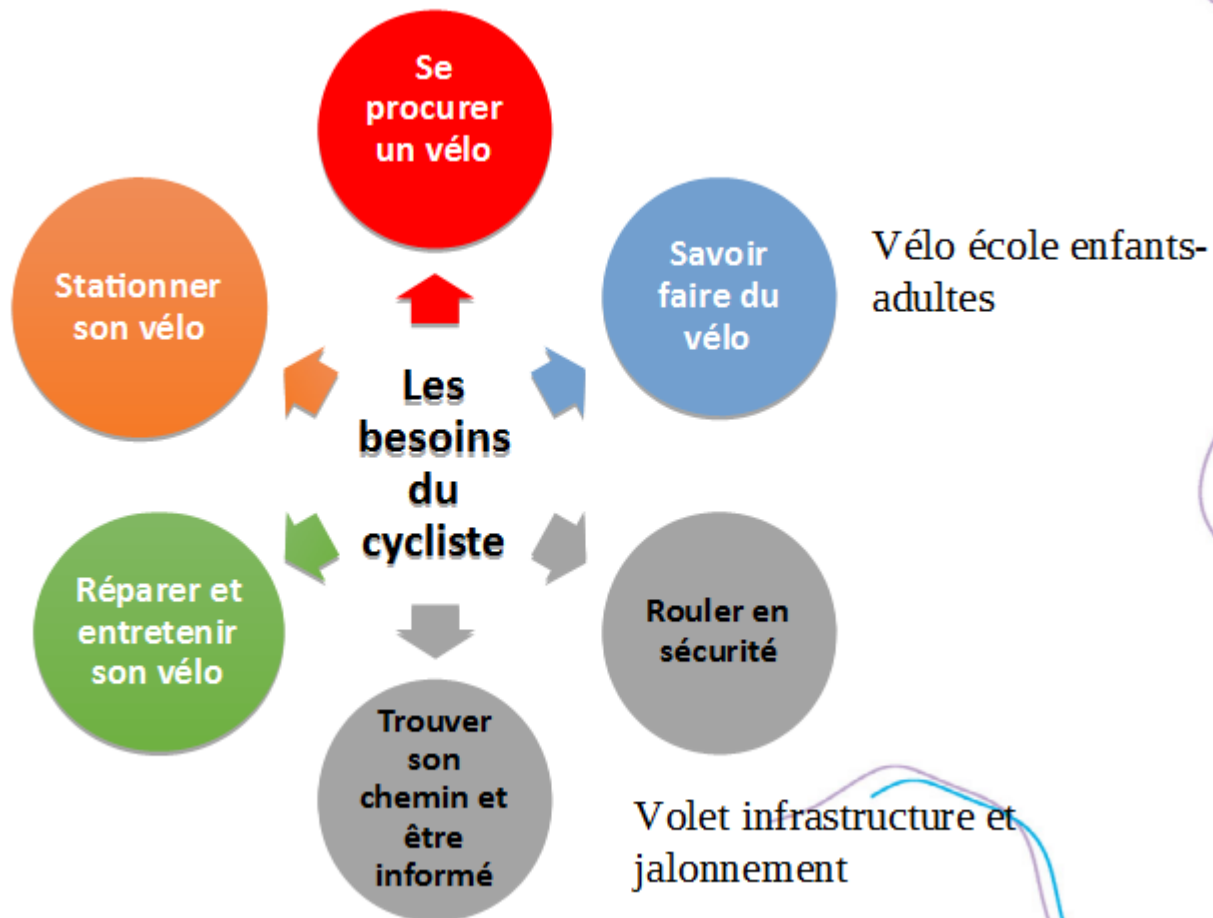 Se
procurer
un vélo
Savoir
faire du
vélo
Vélo école enfants-
adultes
Stationner
son vélo
Les
besoins
du
cycliste
Réparer et
entretenir
son vélo
Rouler en
sécurité
Trouver
son
chemin et
être
informé
Volet infrastructure et
jalonnement